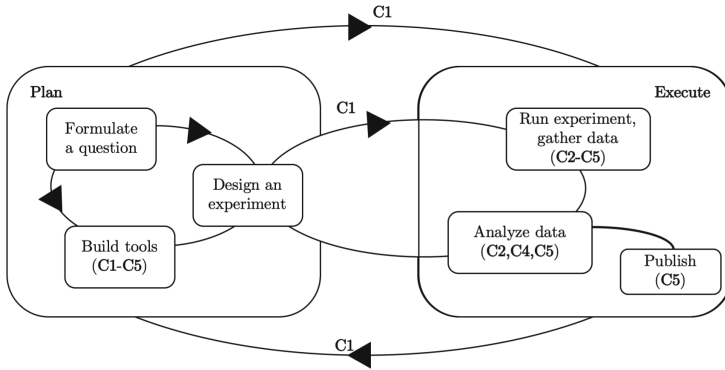 C1
Plan
Execute
C1
Formulate
a question
Run experiment,
gather data
(C2-C5)
Design an
experiment
Build tools
(C1-C5)
Analyze data
(C2,C4,C5)
Publish
(C5)
C1